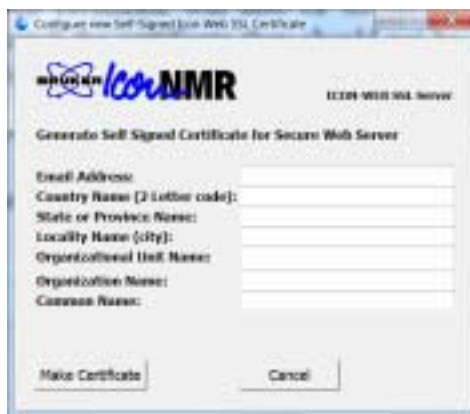 Configure new Self-Signed Icon Web SSL Certificate
BRUKER IconNMR
ICON-WEB SSL Server
Generate Self Signed Certificate for Secure Web Server
Email Address:
Country Name [2 Letter code]:
State or Province Name:
Locality Name (city):
Organizational Unit Name:
Organization Name:
Common Name:
Make Certificate
Cancel